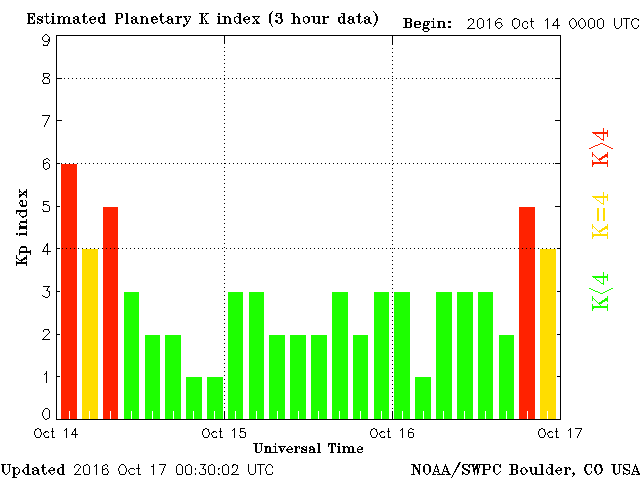 Estimated Planetary K index (3 hour data)
Begin: 2016 Oct 14 0000 UTC
9
8
7
6
5
4
3
2
1
0
Kp index
K>4
K=4
K<4
Oct 14
Oct 15
Oct 16
Oct 17
Universal Time
Updated 2016 Oct 17 00:30:02 UTC
NOAA/SWPC Boulder, CO USA